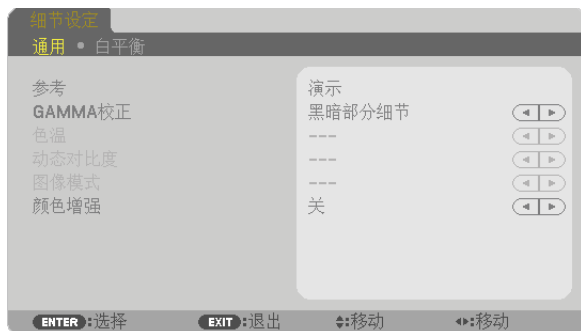 细节设定
通用 • 白平衡
参考 演示
GAMMA校正 黑暗部分细节
色温 ---
动态对比度 ---
图像模式 ---
颜色增强 关
ENTER:选择 EXIT:退出 :移动 :移动